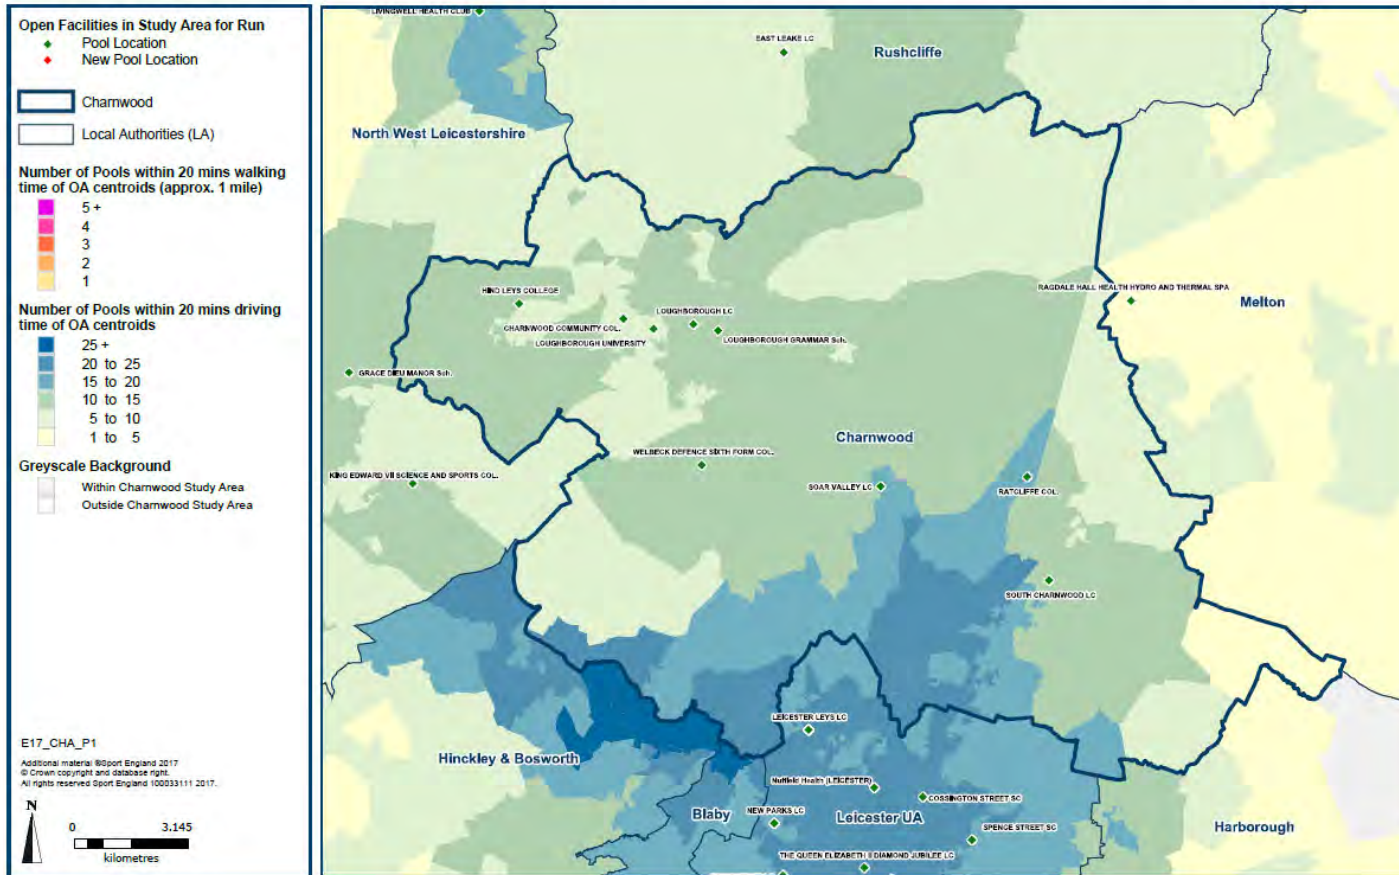 Open Facilities in Study Area for Run
Pool Location
New Pool Location
Charnwood
Local Authorities (LA)
Number of Pools within 20 mins walking
time of OA centroids (approx. 1 mile)
5 +
4
3
2
1
Number of Pools within 20 mins driving
time of OA centroids
25 +
20 to 25
15 to 20
10 to 15
5 to 10
1 to 5
Greyscale Background
Within Charnwood Study Area
Outside Charnwood Study Area
E17_CHA_P1
Additional material ©Sport England 2017
© Crown copyright and database right.
All rights reserved Sport England 100033111 2017.
N
0 3.145
kilometres
LIVINGWELL HEALTH CLUB
EAST LEAKE LC
Rushcliffe
North West Leicestershire
HIND LEYS COLLEGE
RAGDALE HALL HEALTH HYDRO AND THERMAL SPA
Melton
LOUGHBOROUGH LC
CHARNWOOD COMMUNITY COL.
LOUGHBOROUGH UNIVERSITY
LOUGHBOROUGH GRAMMAR Sch.
GRACE DIEU MANOR Sch.
Charnwood
WELBECK DEFENCE SIXTH FORM COL.
KING EDWARD VII SCIENCE AND SPORTS COL.
SOAR VALLEY LC
RATCLIFFE COL.
SOUTH CHARNWOOD LC
LEICESTER LEYS LC
Hinckley & Bosworth
Nuffield Health (LEICESTER)
COSSINGTON STREET SC
NEW PARKS LC
Blaby
Leicester UA
SPENCE STREET SC
Harborough
THE QUEEN ELIZABETH II DIAMOND JUBILEE LC